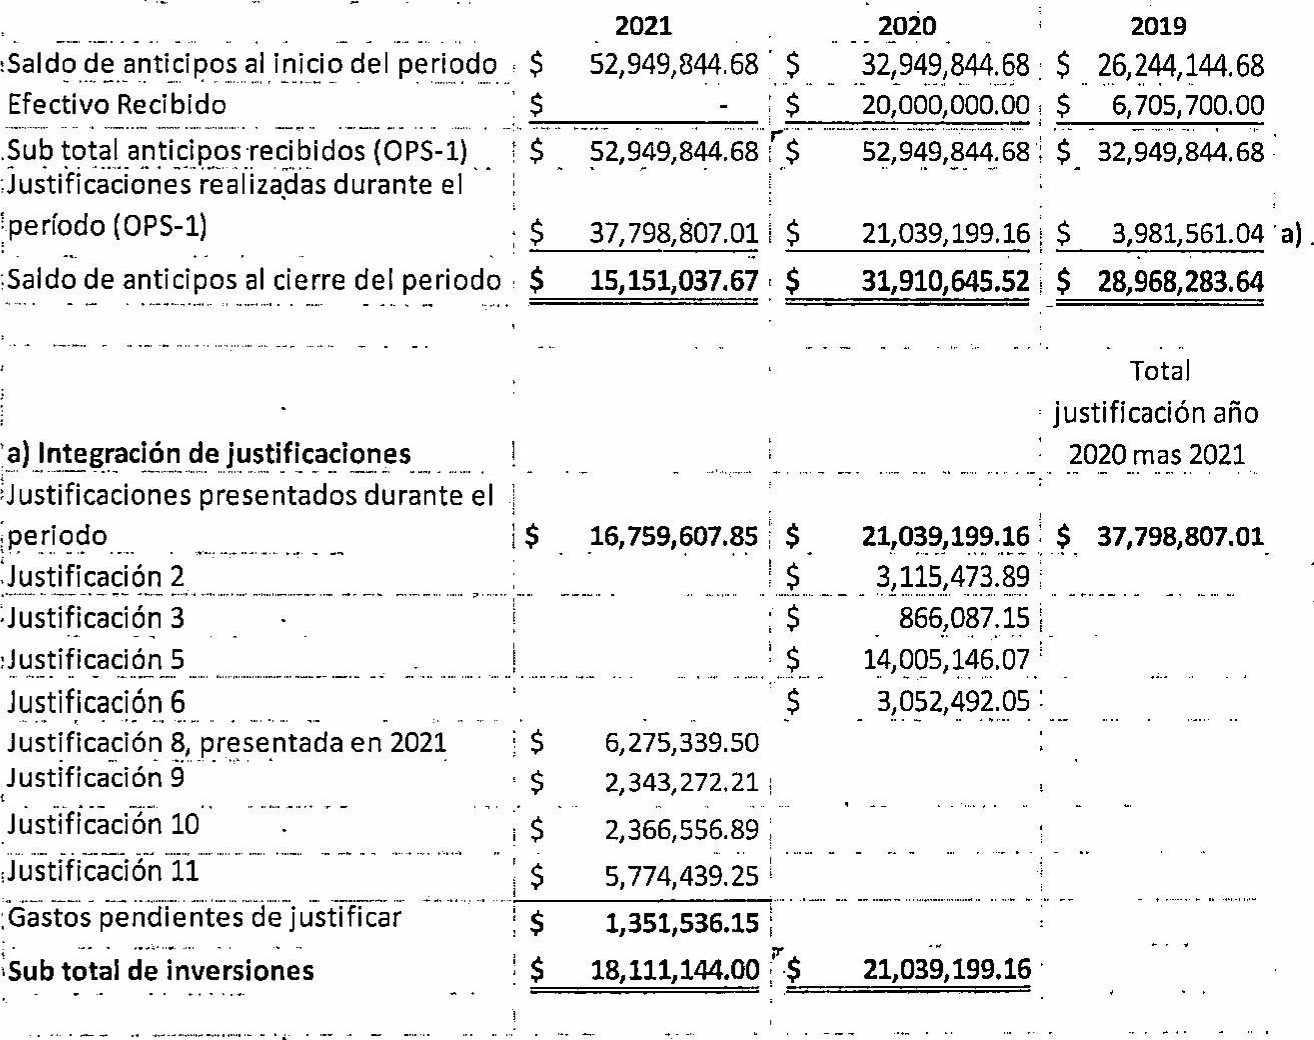 2021 2020 2019
Saldo de anticipos al inicio del periodo $ 52,949,844.68 $ 32,949,844.68 $ 26,244,144.68
Efectivo Recibido $ - $ 20,000,000.00 $ 6,705,700.00
Sub total anticipos recibidos (OPS-1) $ 52,949,844.68 $ 52,949,844.68 $ 32,949,844.68
Justificaciones realizadas durante el
período (OPS-1) $ 37,798,807.01 $ 21,039,199.16 $ 3,981,561.04 a)
Saldo de anticipos al cierre del periodo $ 15,151,037.67 $ 31,910,645.52 $ 28,968,283.64
Total
justificación año
a) Integración de justificaciones 2020 mas 2021
Justificaciones presentados durante el
periodo $ 16,759,607.85 $ 21,039,199.16 $ 37,798,807.01
Justificación 2 $ 3,115,473.89
Justificación 3 $ 866,087.15
Justificación 5 $ 14,005,146.07
Justificación 6 $ 3,052,492.05
Justificación 8, presentada en 2021 $ 6,275,339.50
Justificación 9 $ 2,343,272.21
Justificación 10 $ 2,366,556.89
Justificación 11 $ 5,774,439.25
Gastos pendientes de justificar $ 1,351,536.15
Sub total de inversiones $ 18,111,144.00 $ 21,039,199.16